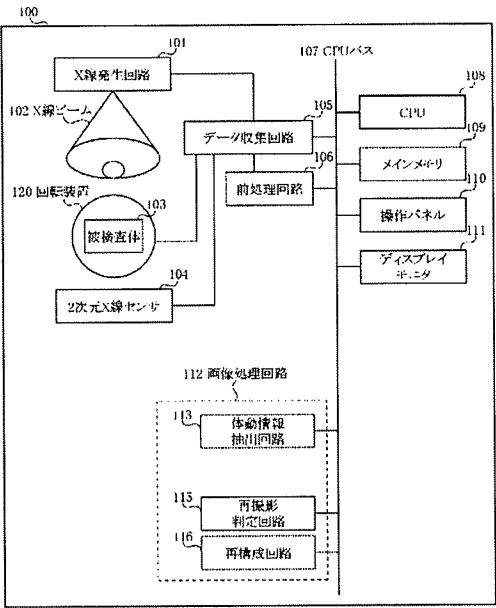 100
101
X線発生回路
102 X線ビーム
107 CPUバス
105
データ収集回路
106
前処理回路
108
CPU
109
メインメモリ
110
操作パネル
111
ディスプレイ
モニタ
120 回転装置
103
被検査体
104
2次元X線センサ
112 画像処理回路
113
体動情報
抽出回路
115
再撮影
判定回路
116
再構成回路